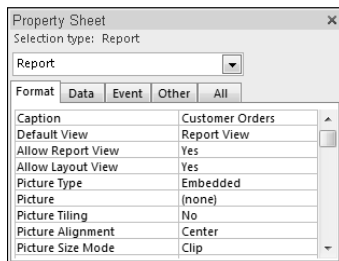 Property Sheet
Selection type: Report
Report
Format Data Event Other All
Caption Customer Orders
Default View Report View
Allow Report View Yes
Allow Layout View Yes
Picture Type Embedded
Picture (none)
Picture Tiling No
Picture Alignment Center
Picture Size Mode Clip